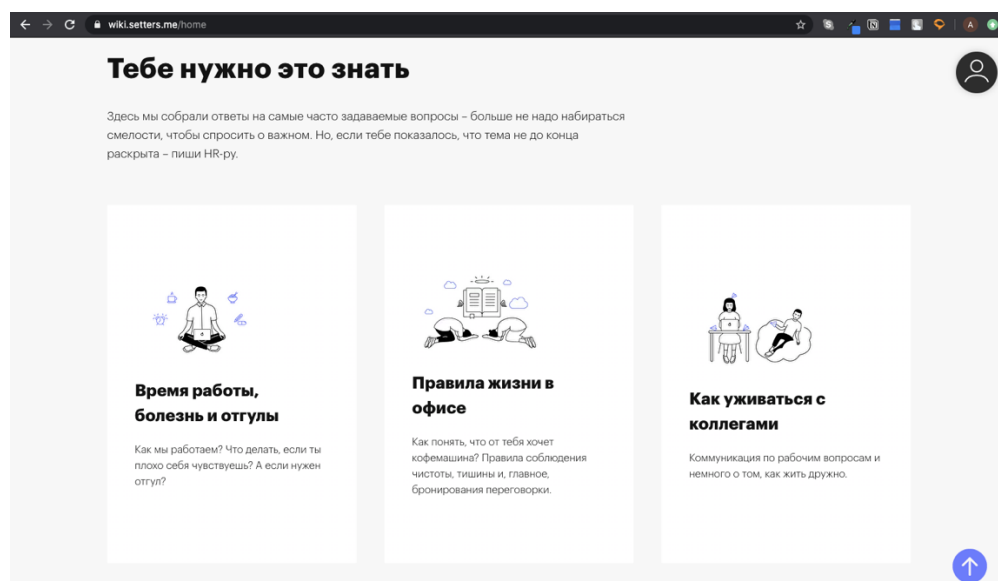 wiki.setters.me/home
Тебе нужно это знать
Здесь мы собрали ответы на самые часто задаваемые вопросы – больше не надо набираться
смелости, чтобы спросить о важном. Но, если тебе показалось, что тема не до конца
раскрыта – пиши HR-ру.
Время работы,
болезнь и отгулы
Как мы работаем? Что делать, если ты
плохо себя чувствуешь? А если нужен
отгул?
Правила жизни в
офисе
Как понять, что от тебя хочет
кофемашина? Правила соблюдения
чистоты, тишины и, главное,
бронирования переговорки.
Как уживаться с
коллегами
Коммуникация по рабочим вопросам и
немного о том, как жить дружно.